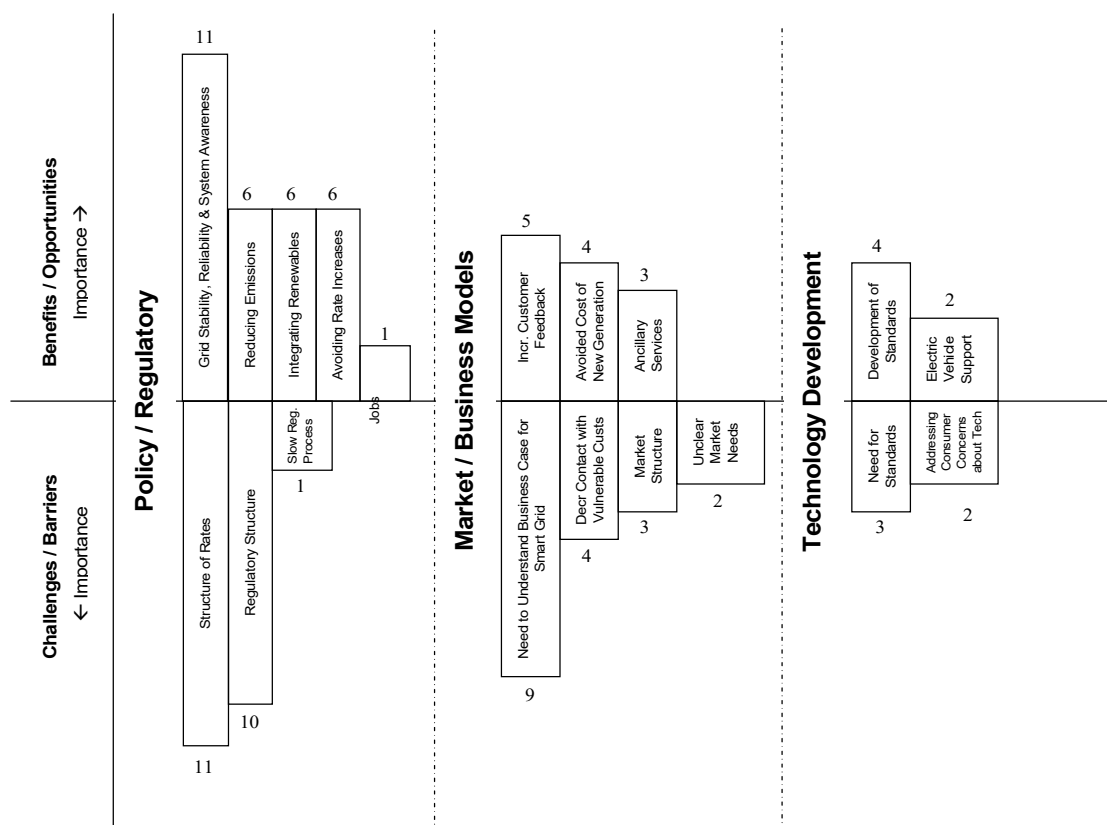 Challenges / Barriers
← Importance
Benefits / Opportunities
Importance →
Policy / Regulatory
11
Structure of Rates
Grid Stability, Reliability & System Awareness
11
10
Regulatory Structure
Reducing Emissions
6
1
Slow Reg.
Process
Integrating Renewables
6
Avoiding Rate Increases
6
Jobs
1
Market / Business Models
9
Need to Understand Business Case for
Smart Grid
Incr. Customer
Feedback
5
4
Decr Contact with
Vulnerable Custs
Avoided Cost of
New Generation
4
3
Market
Structure
Ancillary
Services
3
2
Unclear
Market
Needs
Technology Development
3
Need for
Standards
Development of
Standards
4
2
Addressing
Consumer
Concerns
about Tech
Electric
Vehicle
Support
2